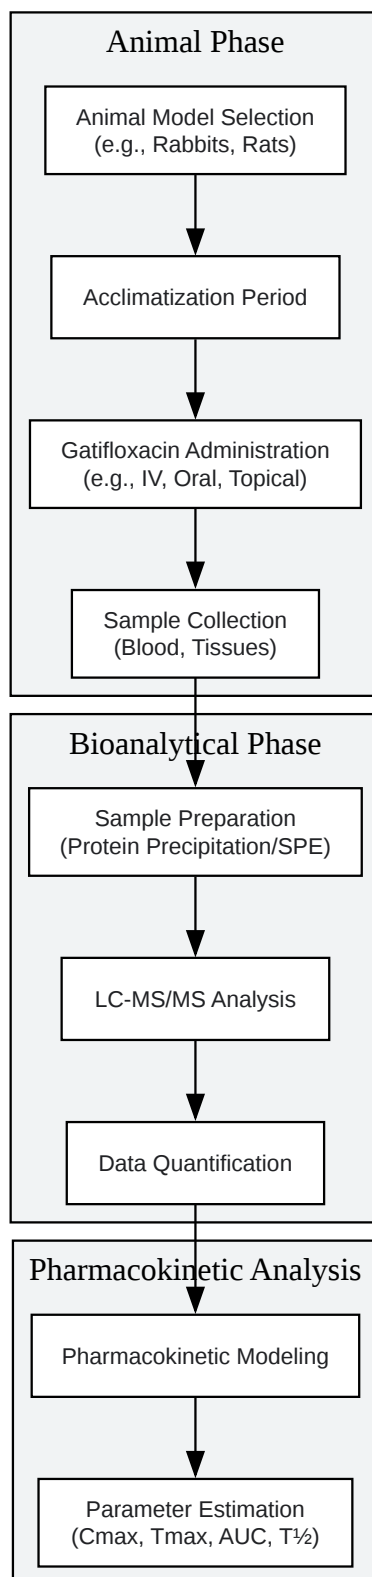 Animal Phase
Animal Model Selection
(e.g., Rabbits, Rats)
Acclimatization Period
Gatifloxacin Administration
(e.g., IV, Oral, Topical)
Sample Collection
(Blood, Tissues)
Bioanalytical Phase
Sample Preparation
(Protein Precipitation/SPE)
LC-MS/MS Analysis
Data Quantification
Pharmacokinetic Analysis
Pharmacokinetic Modeling
Parameter Estimation
(Cmax, Tmax, AUC, T½)